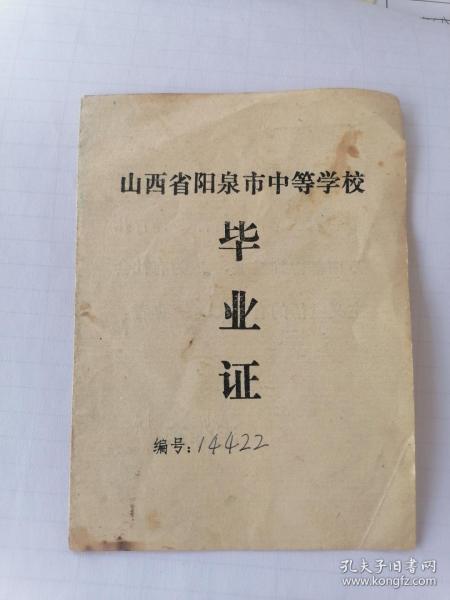 山西省阳泉市中等学校
毕
业
证
编号：14422
孔夫子旧书网
www.kongfz.com